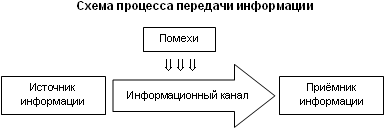 Схема процесса передачи информации
Помехи
Источник
информации
Информационный канал
Приёмник
информации